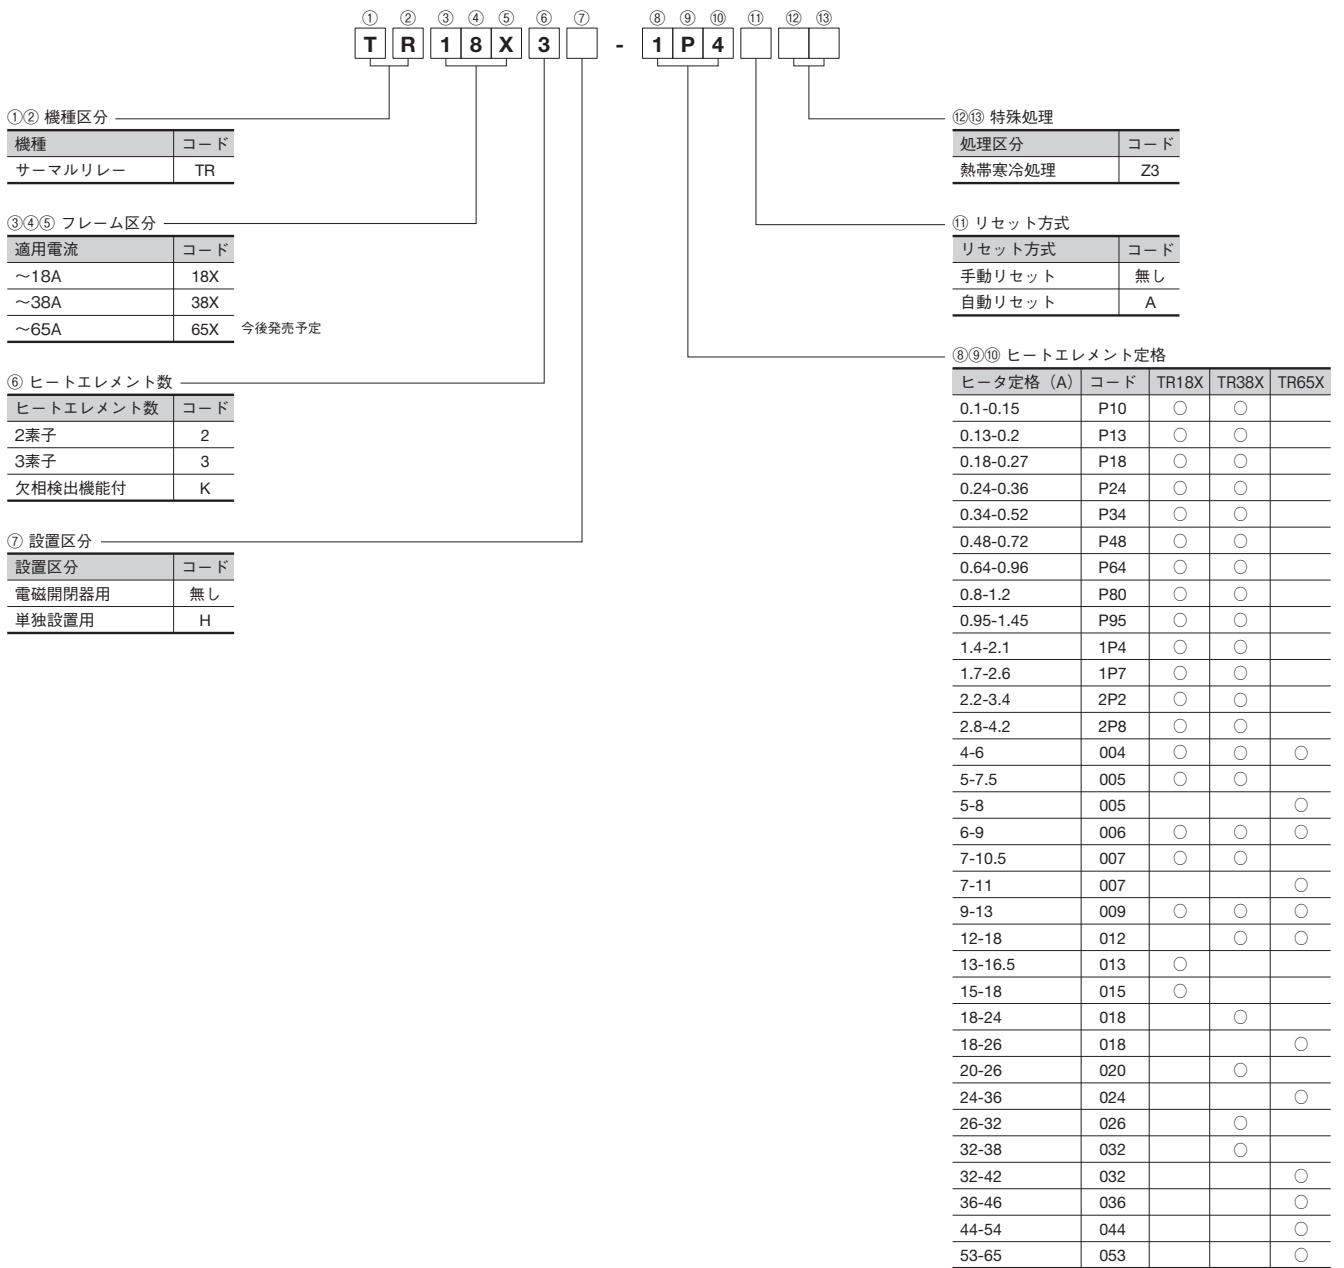 ① ② ③ ④ ⑤ ⑥ ⑦ ⑧ ⑨ ⑩ ⑪ ⑫ ⑬
T R 1 8 X 3 - 1 P 4
①② 機種区分
機種 コード
サーマルリレー TR
③④⑤ フレーム区分
適用電流 コード
～18A 18X
～38A 38X
～65A 65X 今後発売予定
⑥ ヒートエレメント数
ヒートエレメント数 コード
2素子 2
3素子 3
欠相検出機能付 K
⑦ 設置区分
設置区分 コード
電磁開閉器用 無し
単独設置用 H
⑫⑬ 特殊処理
処理区分 コード
熱帯寒冷処理 Z3
⑪ リセット方式
リセット方式 コード
手動リセット 無し
自動リセット A
⑧⑨⑩ ヒートエレメント定格
ヒータ定格（A） コード TR18X TR38X TR65X
0.1-0.15 P10 ○ ○
0.13-0.2 P13 ○ ○
0.18-0.27 P18 ○ ○
0.24-0.36 P24 ○ ○
0.34-0.52 P34 ○ ○
0.48-0.72 P48 ○ ○
0.64-0.96 P64 ○ ○
0.8-1.2 P80 ○ ○
0.95-1.45 P95 ○ ○
1.4-2.1 1P4 ○ ○
1.7-2.6 1P7 ○ ○
2.2-3.4 2P2 ○ ○
2.8-4.2 2P8 ○ ○
4-6 004 ○ ○ ○
5-7.5 005 ○ ○
5-8 005 ○
6-9 006 ○ ○ ○
7-10.5 007 ○ ○
7-11 007 ○
9-13 009 ○ ○ ○
12-18 012 ○ ○
13-16.5 013 ○
15-18 015 ○
18-24 018 ○
18-26 018 ○
20-26 020 ○
24-36 024 ○
26-32 026 ○
32-38 032 ○
32-42 032 ○
36-46 036 ○
44-54 044 ○
53-65 053 ○